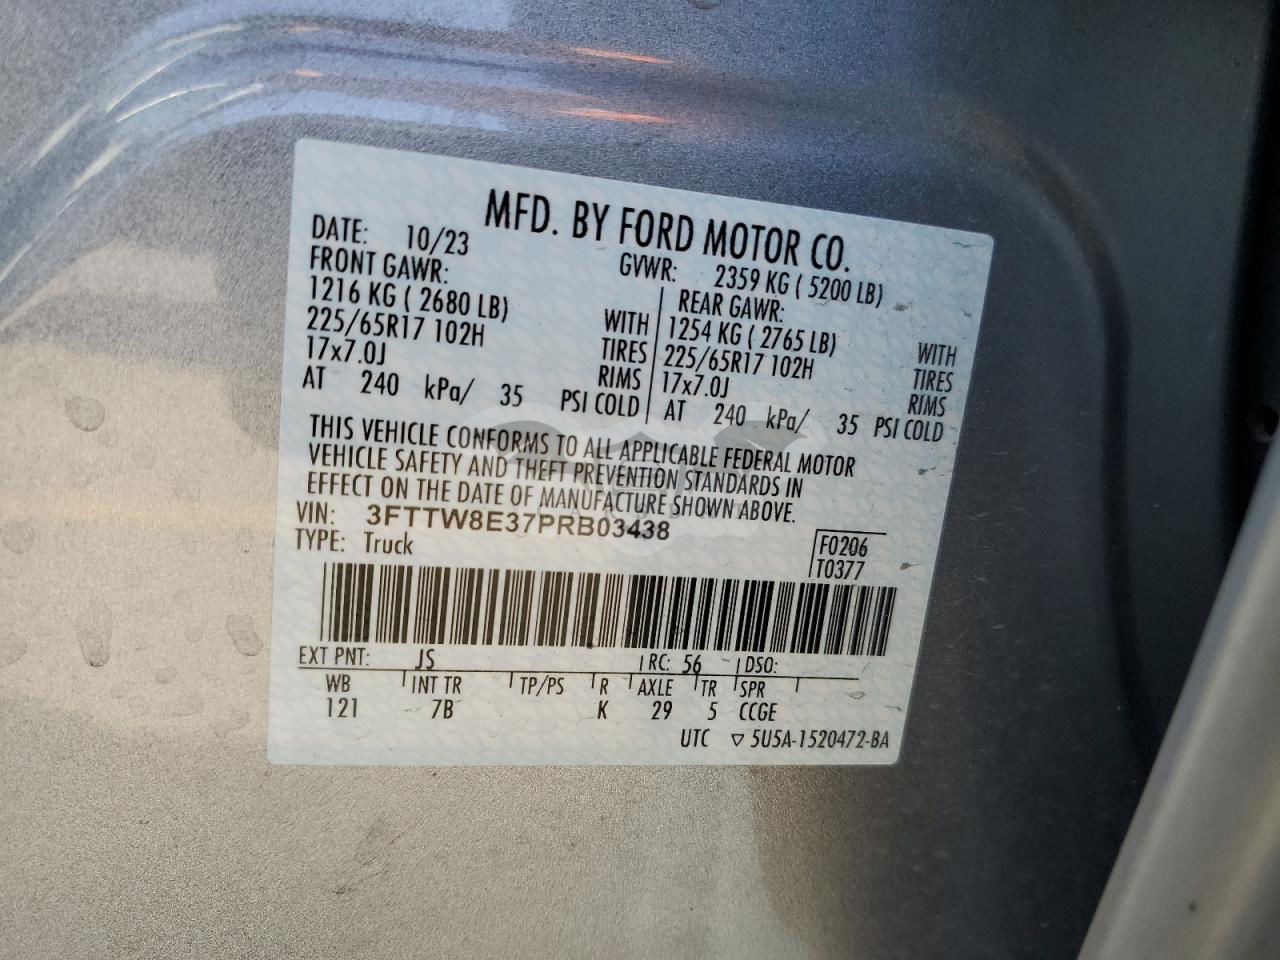 MFD. BY FORD MOTOR CO.
DATE: 10/23 GVWR: 2359 KG ( 5200 LB)
FRONT GAWR: REAR GAWR:
1216 KG ( 2680 LB) WITH 1254 KG ( 2765 LB) WITH
225/65R17 102H TIRES 225/65R17 102H TIRES
17x7.0J RIMS 17x7.0J RIMS
AT 240 kPa/ 35 PSI COLD AT 240 kPa/ 35 PSI COLD
THIS VEHICLE CONFORMS TO ALL APPLICABLE FEDERAL MOTOR
VEHICLE SAFETY AND THEFT PREVENTION STANDARDS IN
EFFECT ON THE DATE OF MANUFACTURE SHOWN ABOVE.
VIN: 3FTTW8E37PRB03438
TYPE: Truck
F0206
T0377
EXT PNT: JS RC: 56 DSO:
WB INT TR TP/PS R AXLE TR SPR
121 7B K 29 5 CCGE
UTC ▽ 5U5A-1520472-BA